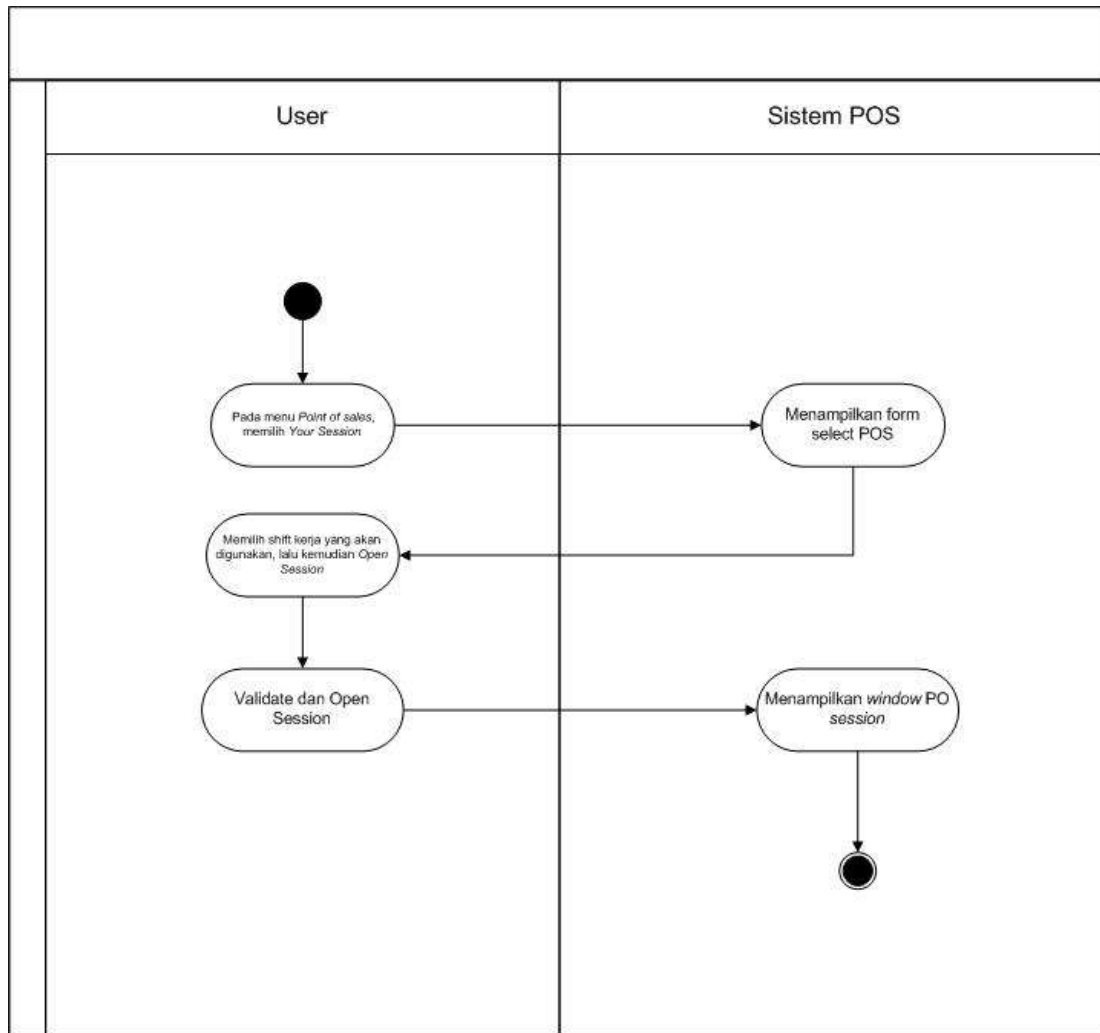 User
Sistem POS
Pada menu Point of sales,
memilih Your Session
Menampilkan form
select POS
Memilih shift kerja yang akan
digunakan, lalu kemudian Open
Session
Validate dan Open
Session
Menampilkan window PO
session